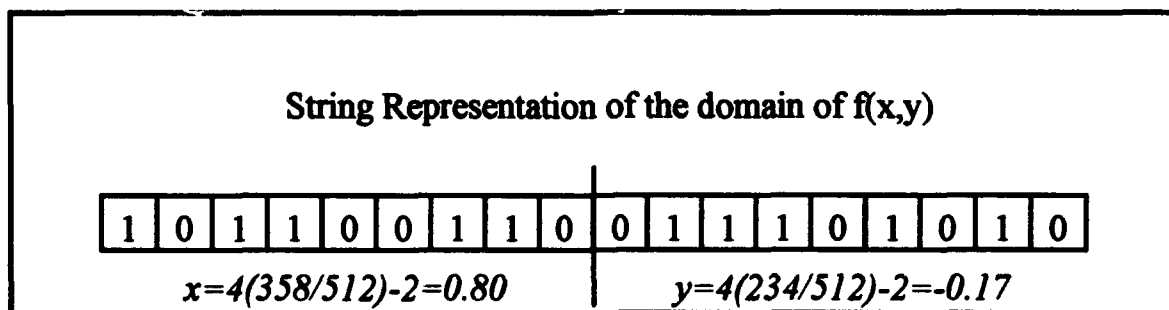 String Representation of the domain of f(x,y)
1 0 1 1 0 0 1 1 0 0 1 1 1 0 1 0 1 0
x=4(358/512)-2=0.80 y=4(234/512)-2=-0.17